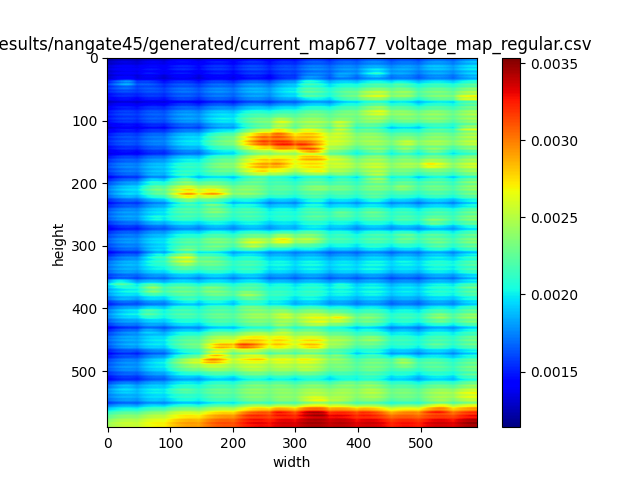 esults/nangate45/generated/current_map677_voltage_map_regular.csv
0
100
200
300
400
500
height
0 100 200 300 400 500
width
0.0035
0.0030
0.0025
0.0020
0.0015